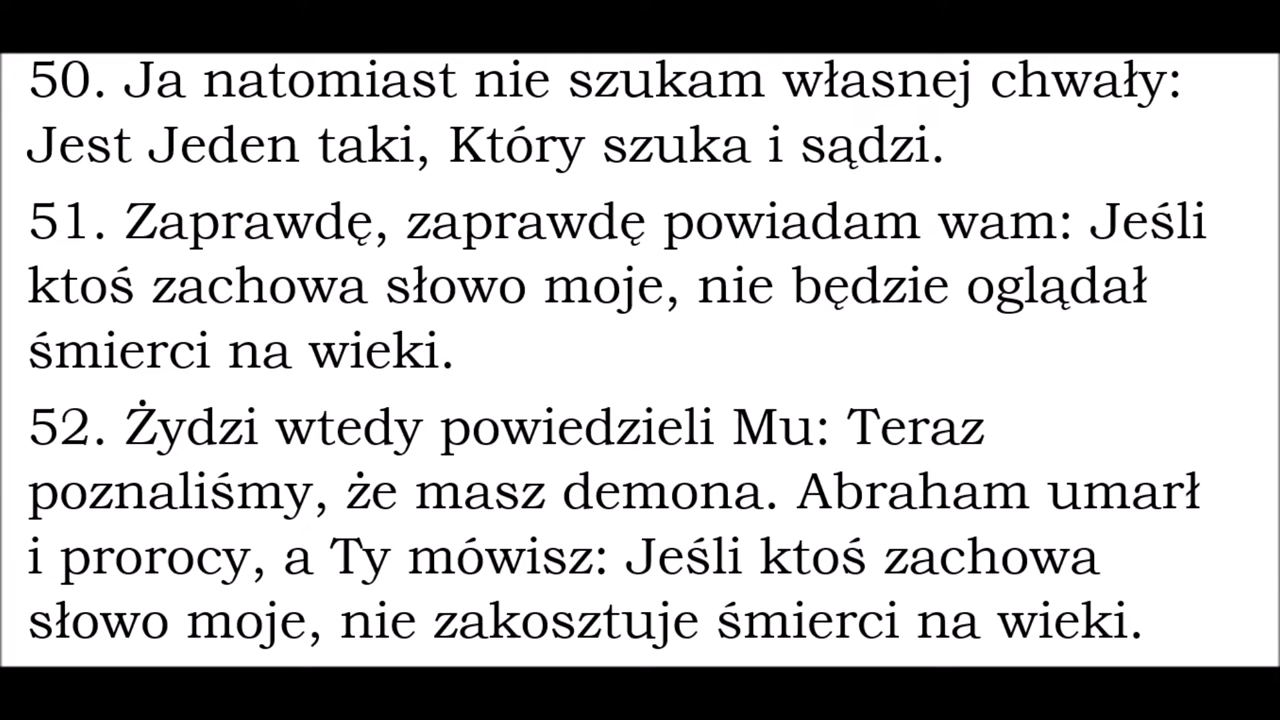 50. Ja natomiast nie szukam własnej chwały:
Jest Jeden taki, Który szuka i sądzi.
51. Zaprawdę, zaprawdę powiadam wam: Jeśli
ktoś zachowa słowo moje, nie będzie oglądał
śmierci na wieki.
52. Żydzi wtedy powiedzieli Mu: Teraz
poznaliśmy, że masz demona. Abraham umarł
i prorocy, a Ty mówisz: Jeśli ktoś zachowa
słowo moje, nie zakosztuje śmierci na wieki.